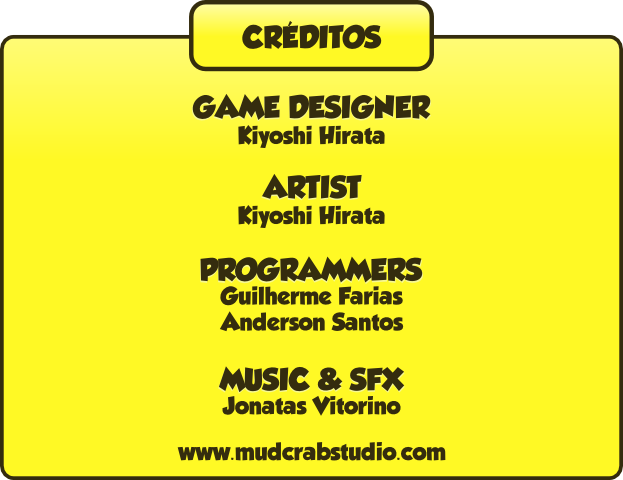 CRÉDITOS
GAME DESIGNER
Kiyoshi Hirata
ARTIST
Kiyoshi Hirata
PROGRAMMERS
Guilherme Farias
Anderson Santos
MUSIC & SFX
Jonatas Vitorino
www.mudcrabstudio.com